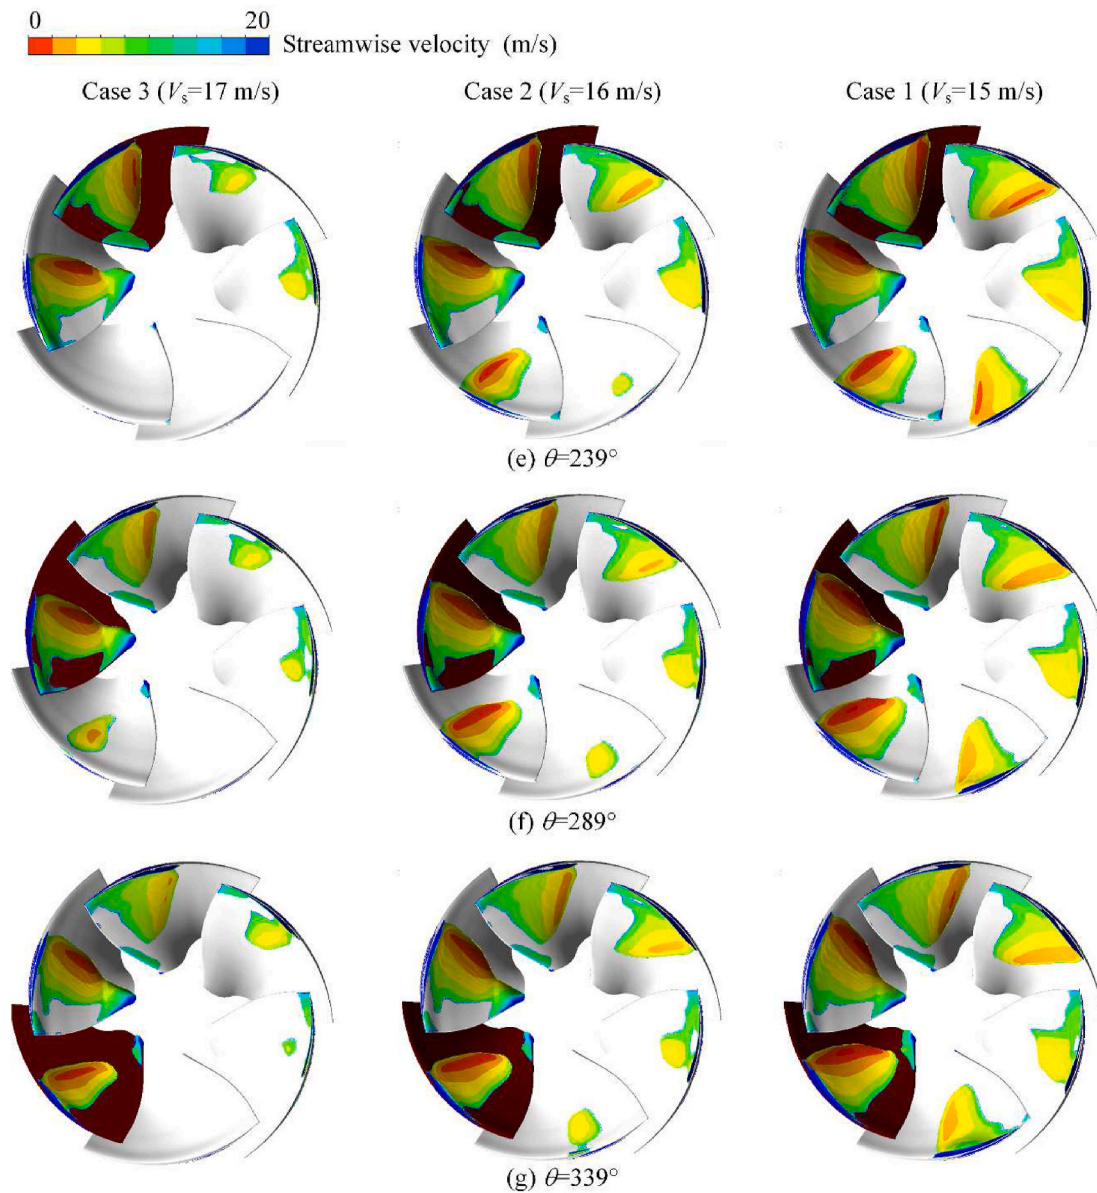 0 20
Streamwise velocity (m/s)
Case 3 (Vs=17 m/s) Case 2 (Vs=16 m/s) Case 1 (Vs=15 m/s)
(e) θ=239°
(f) θ=289°
(g) θ=339°